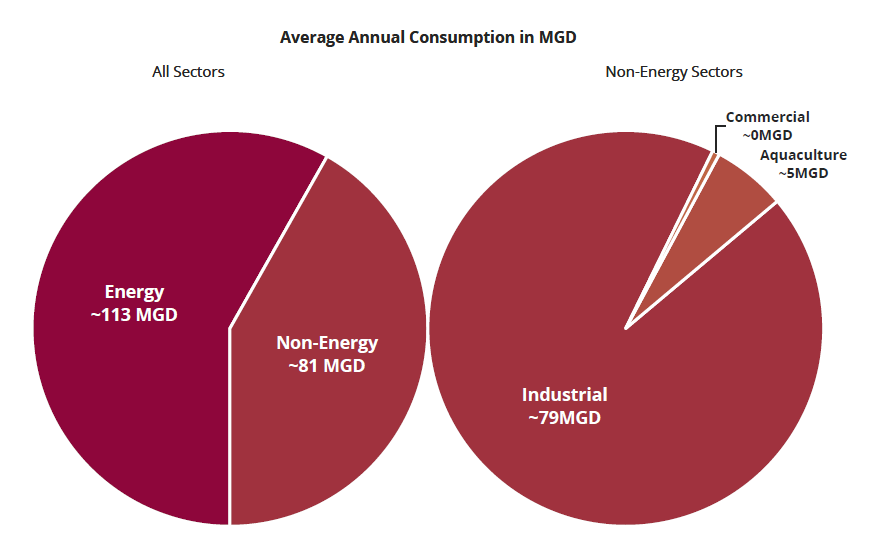 Average Annual Consumption in MGD
All Sectors
Non-Energy Sectors
Commercial
~0MGD
Aquaculture
~5MGD
Energy
~113 MGD
Non-Energy
~81 MGD
Industrial
~79MGD